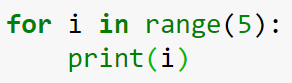 for i in range(5):
    print(i)